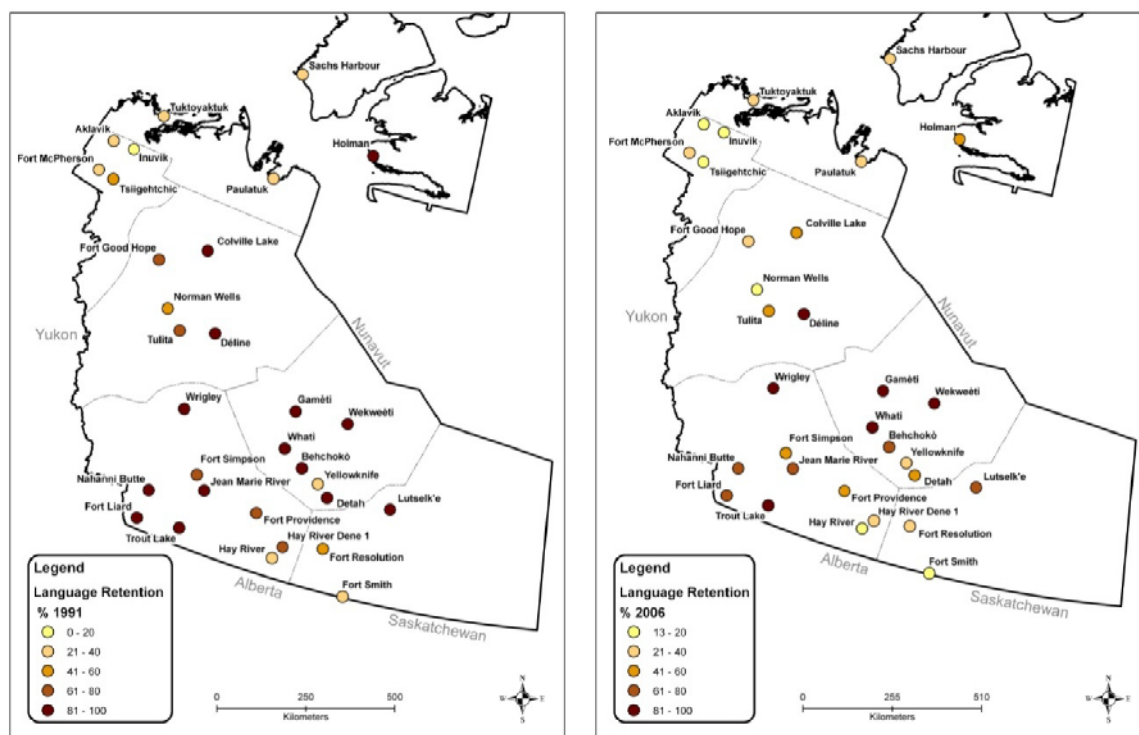 Sachs Harbour
Tuktoyaktuk
Aklavik
Inuvik
Holman
Fort McPherson
Tsiigehtchic
Paulatuk
Colville Lake
Fort Good Hope
Norman Wells
Yukon
Tulita
Déline
Nunavut
Wrigley
Gamèti
Wekweèti
Whati
Behchokò
Fort Simpson
Yellowknife
Nahanni Butte
Jean Marie River
Detah
Lutselk'e
Fort Liard
Fort Providence
Trout Lake
Hay River Dene 1
Hay River
Fort Resolution
Alberta
Fort Smith
Saskatchewan
Legend
Language Retention
% 1991
0 - 20
21 - 40
41 - 60
61 - 80
81 - 100
0 250 500
Kilometers
N
W E
S
Sachs Harbour
Tuktoyaktuk
Aklavik
Inuvik
Holman
Fort McPherson
Tsiigehtchic
Paulatuk
Colville Lake
Fort Good Hope
Norman Wells
Yukon
Tulita
Déline
Nunavut
Wrigley
Gamèti
Wekweèti
Whati
Behchokò
Fort Simpson
Yellowknife
Nahanni Butte
Jean Marie River
Detah
Lutselk'e
Fort Liard
Fort Providence
Trout Lake
Hay River Dene 1
Hay River
Fort Resolution
Alberta
Fort Smith
Saskatchewan
Legend
Language Retention
% 2006
13 - 20
21 - 40
41 - 60
61 - 80
81 - 100
0 255 510
Kilometers
N
W E
S